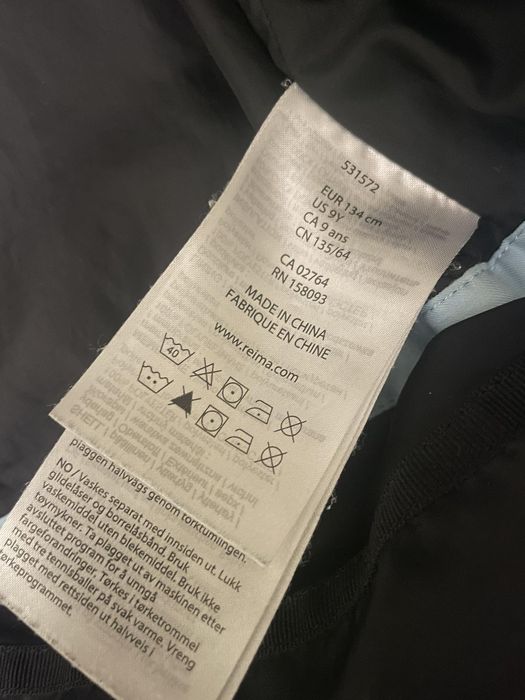 531572
EUR 134 cm
US 9Y
CA 9 ans
CN 135/64
CA 02764
RN 158093
MADE IN CHINA
FABRIQUE EN CHINE
www.reima.com
40
plaggen halvvägs genom torktumlingen.
NO / Vaskes separat med innsiden ut. Lukk
glidelåser og borrelåsbånd. Bruk
vaskemiddel uten blekemiddel. Bruk ikke
tøymykner. Ta plagget ut av maskinen etter
avsluttet program for å unngå
fargeforandringer. Tørkes i tørketrommel
med tre tennisballer på svak varme. Vreng
plagget med rettsiden ut halvveis i
tørkeprogrammet.